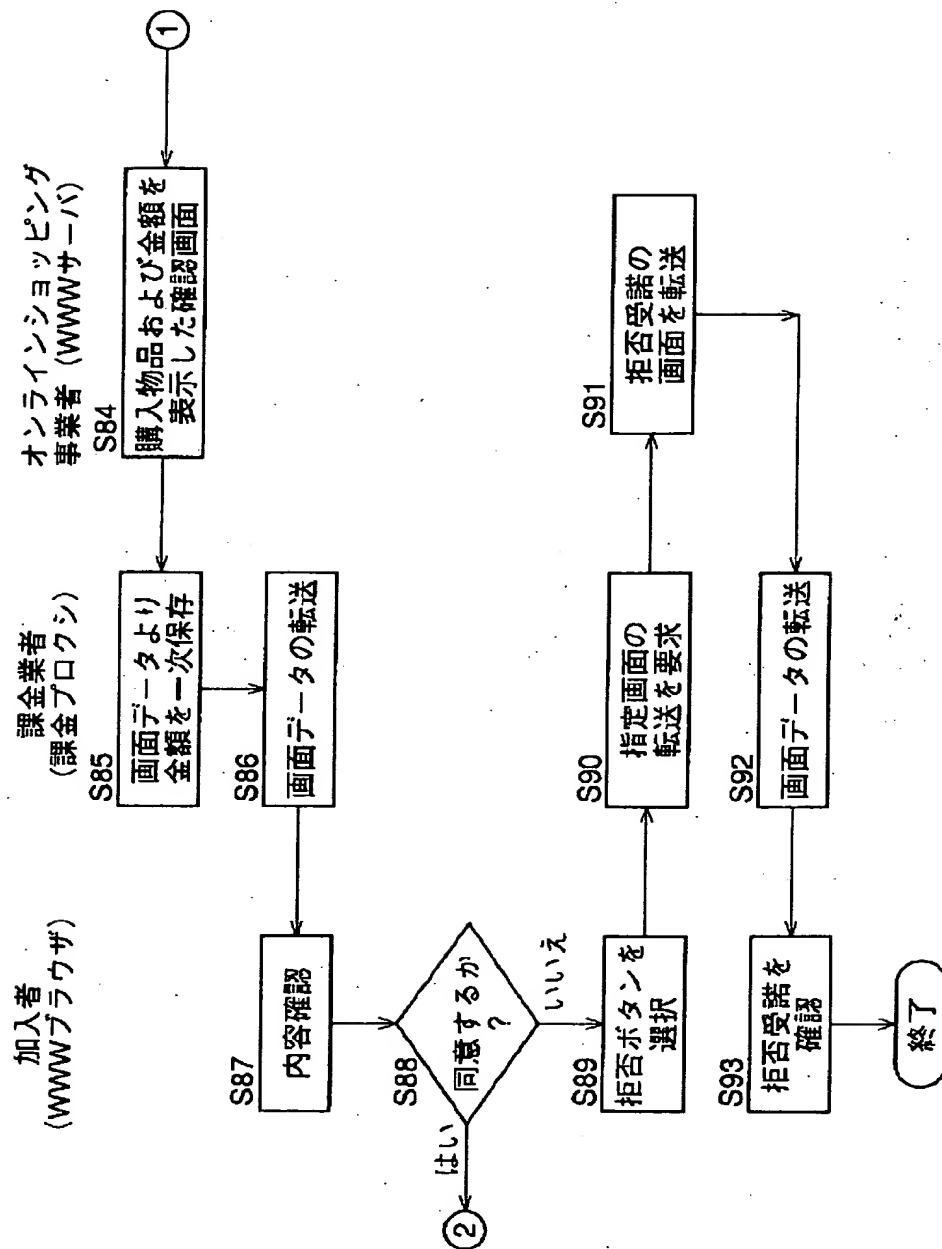 加入者
(WWWブラウザ)
課金業者
(課金プロクシ)
オンラインショッピング
事業者 (WWWサーバ)
1
S84
購入物品および金額を
表示した確認画面
S85
画面データより
金額を一次保存
S86
画面データの転送
S87
内容確認
S88
同意するか
?
はい
2
いいえ
S89
拒否ボタンを
選択
S90
指定画面の
転送を要求
S91
拒否受諾の
画面を転送
S92
画面データの転送
S93
拒否受諾を
確認
終了